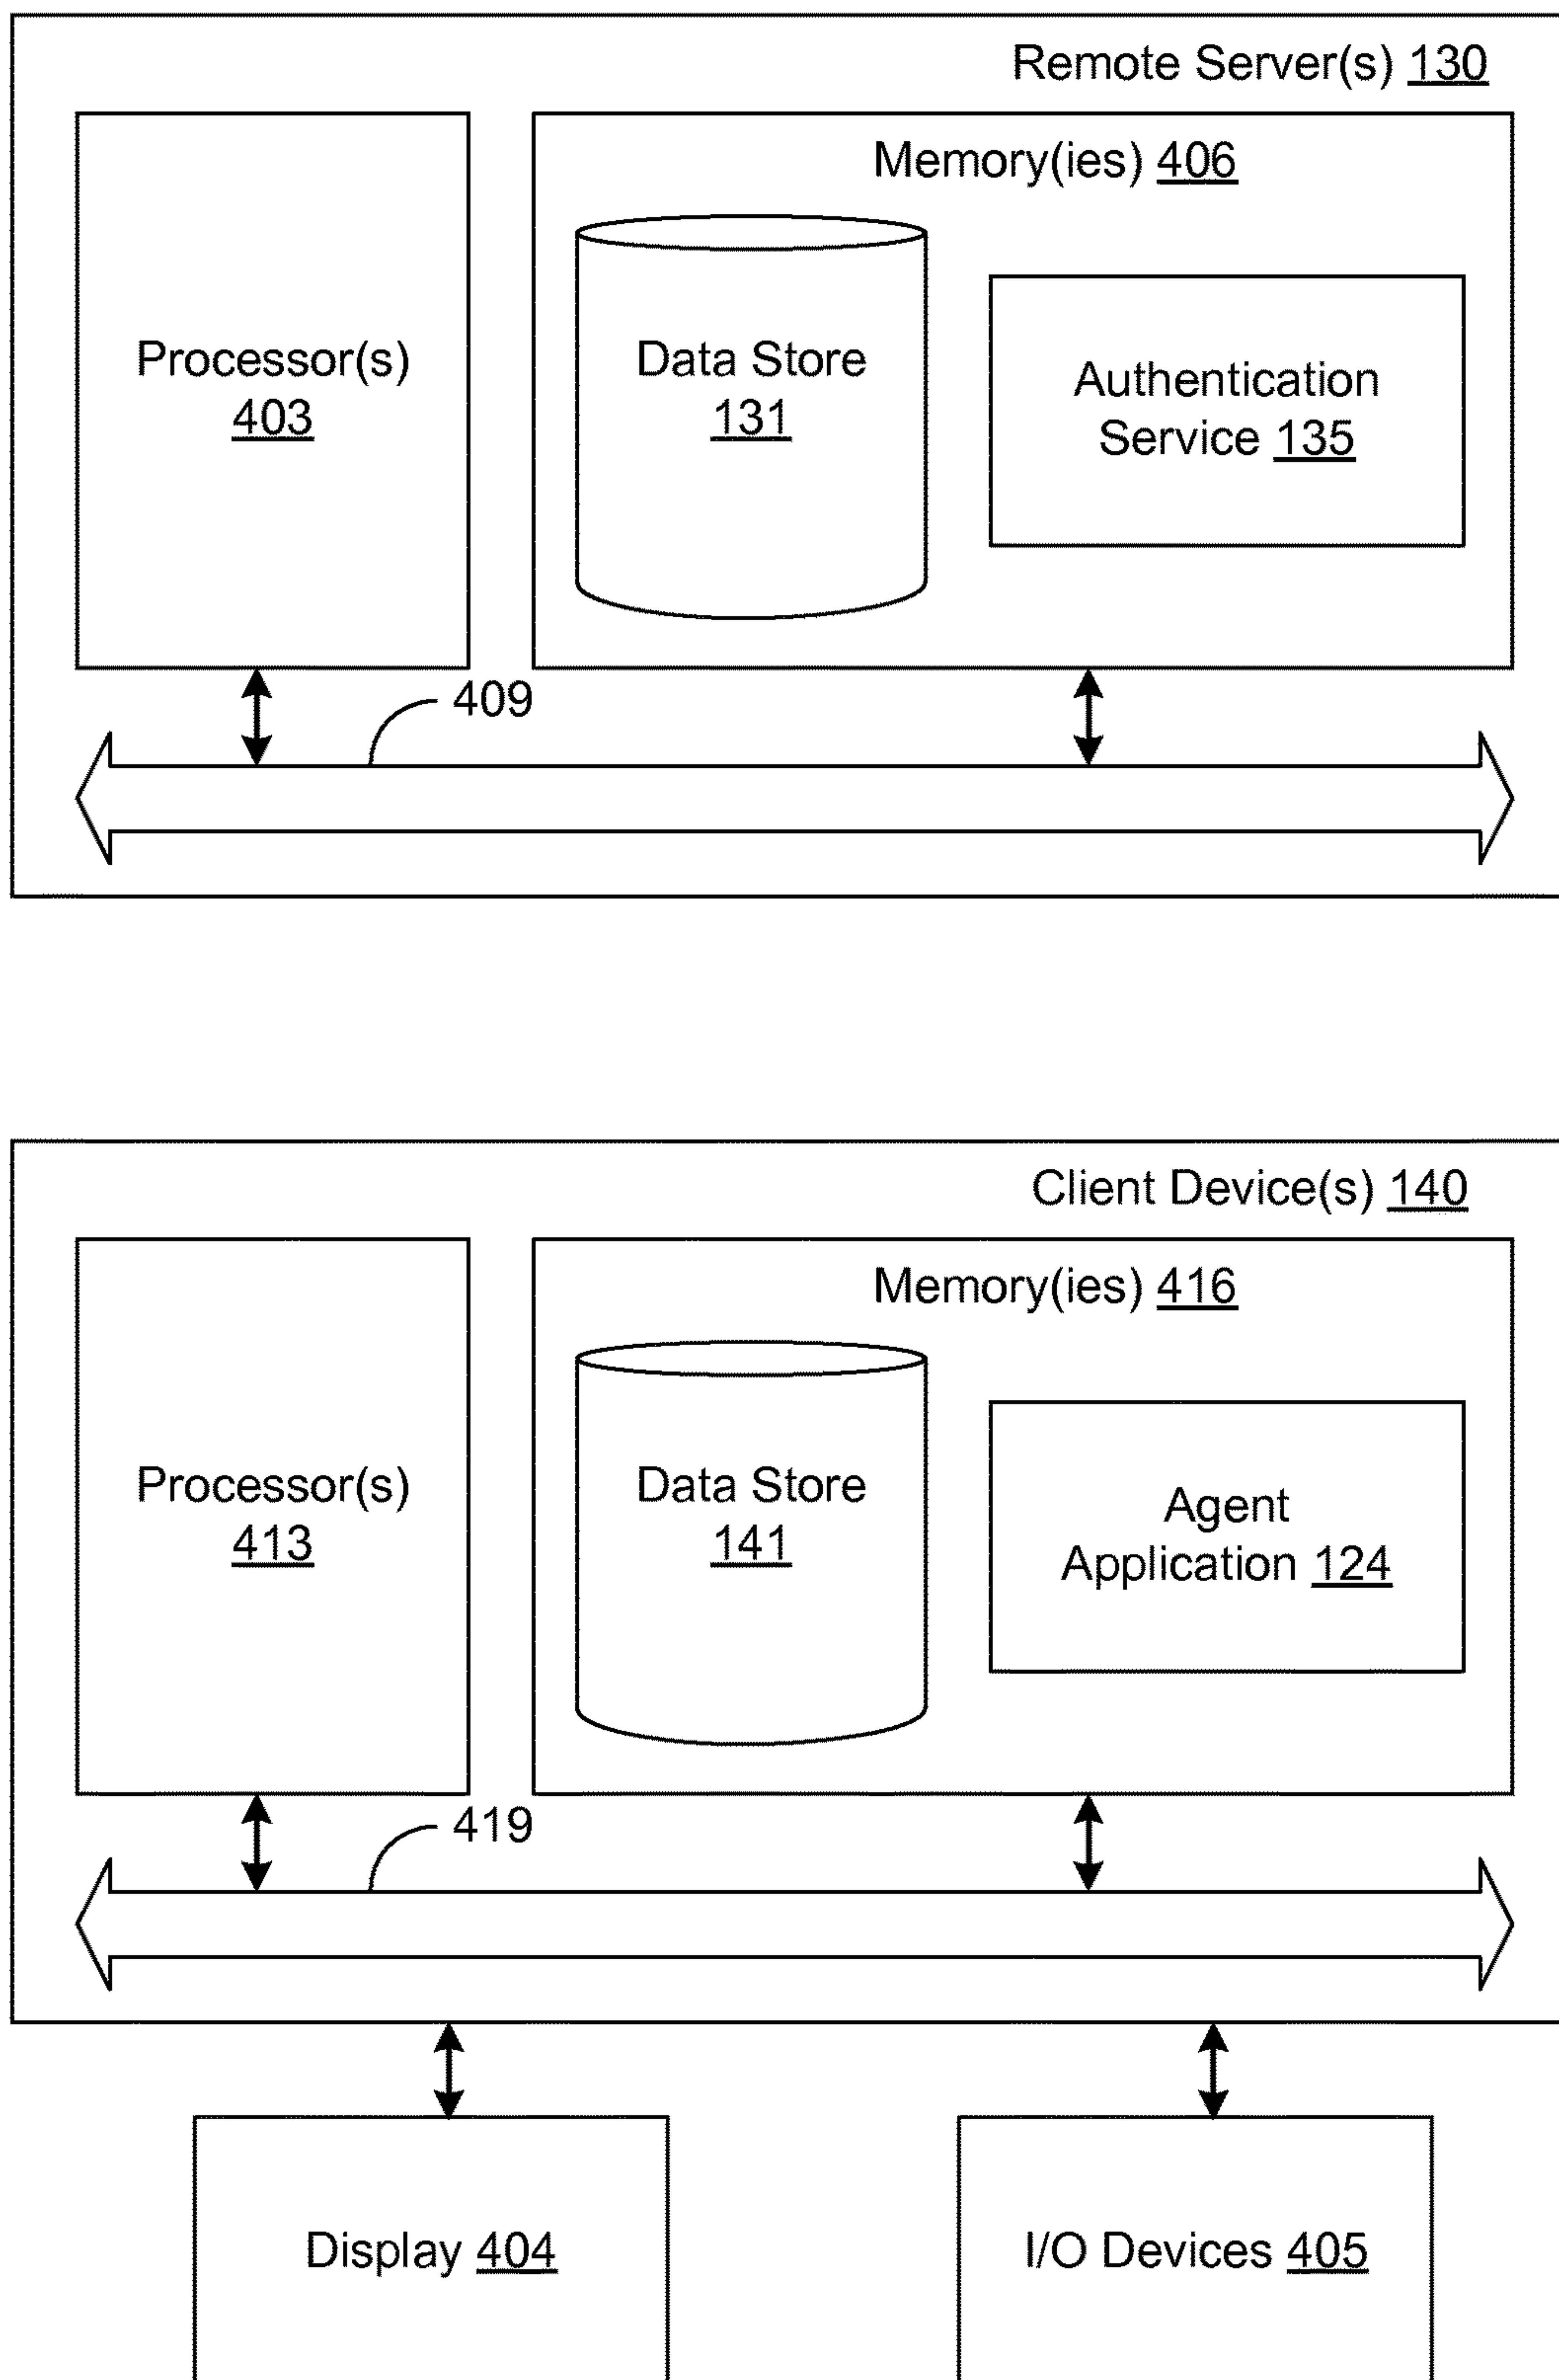 Remote Server(s) 130
Memory(ies) 406
Processor(s)
403
Data Store
131
Authentication
Service 135
409
Client Device(s) 140
Memory(ies) 416
Processor(s)
413
Data Store
141
Agent
Application 124
419
Display 404
I/O Devices 405